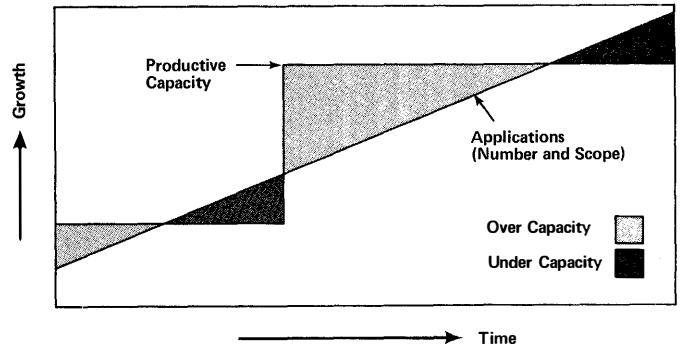 Productive
Capacity
Growth
Applications
(Number and Scope)
Over Capacity
Under Capacity
Time